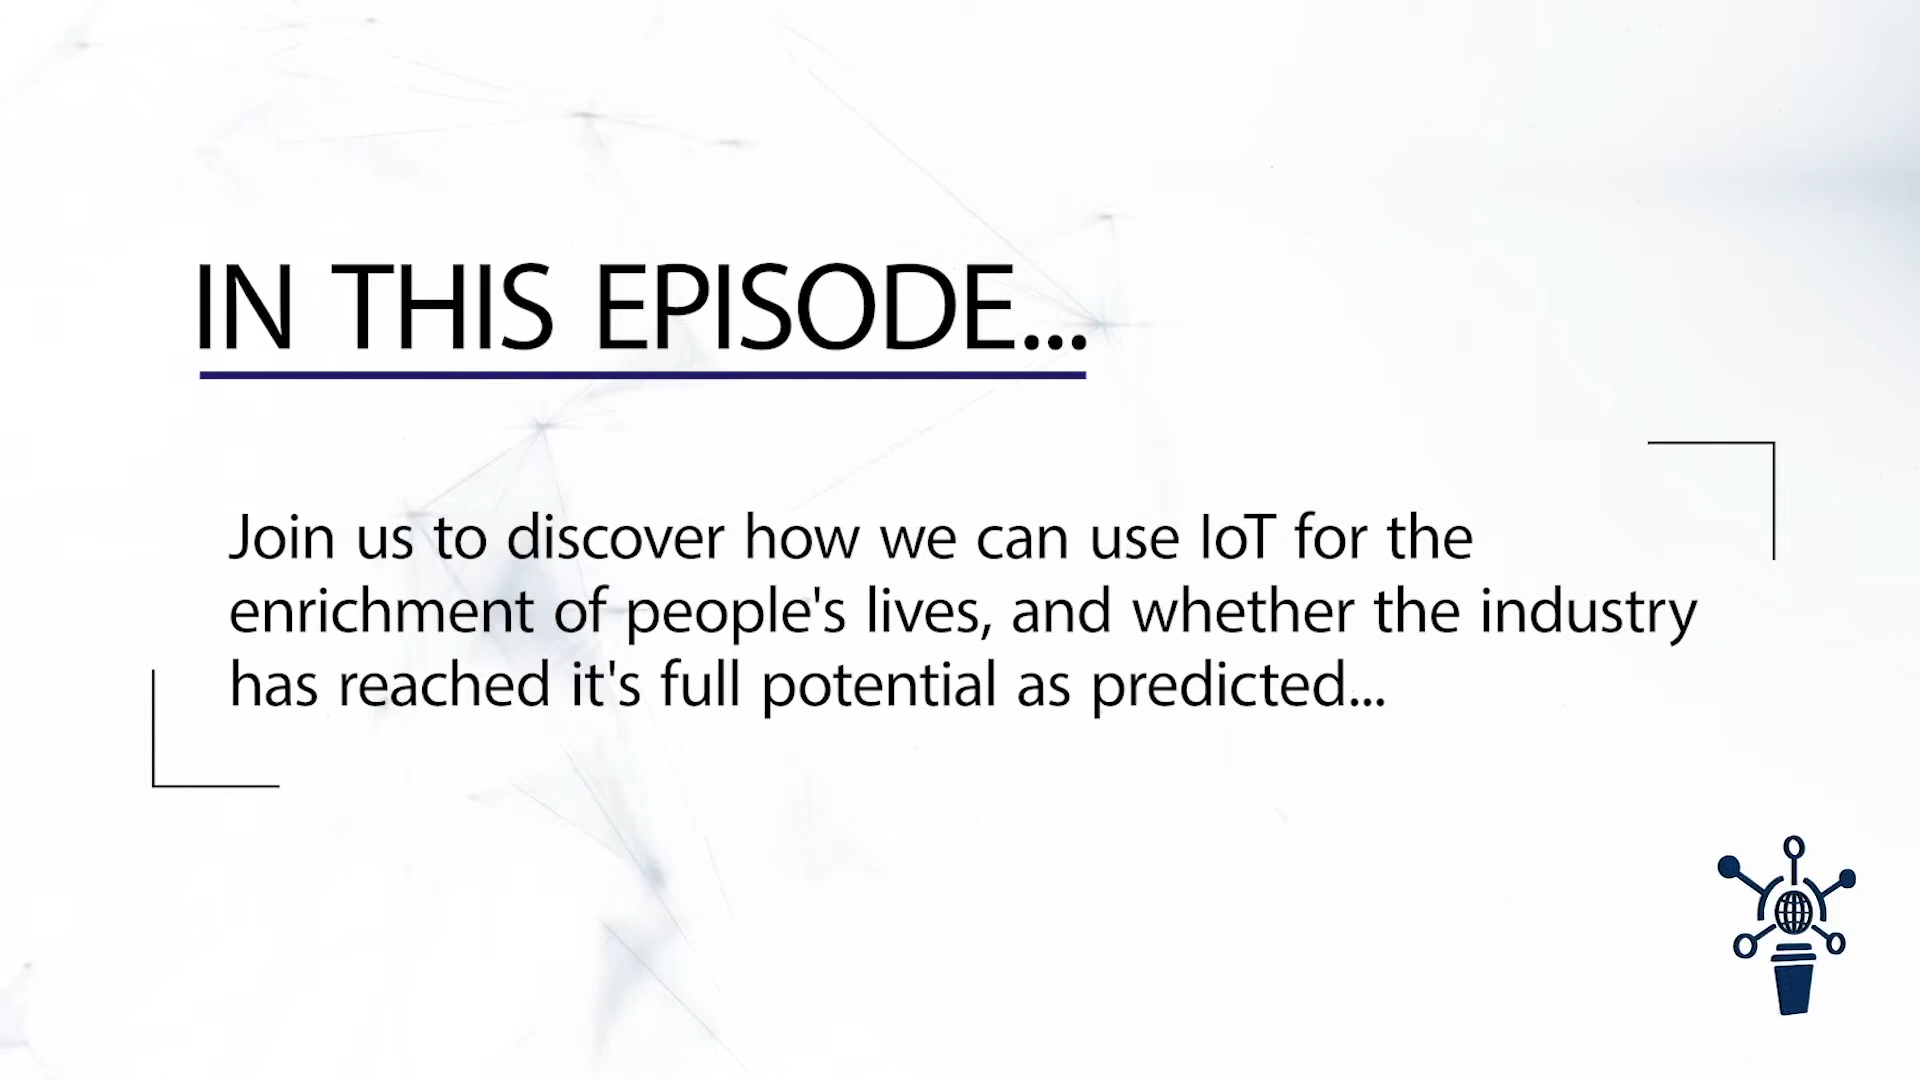 IN THIS EPISODE...
Join us to discover how we can use IoT for the
enrichment of people's lives, and whether the industry
has reached it's full potential as predicted...